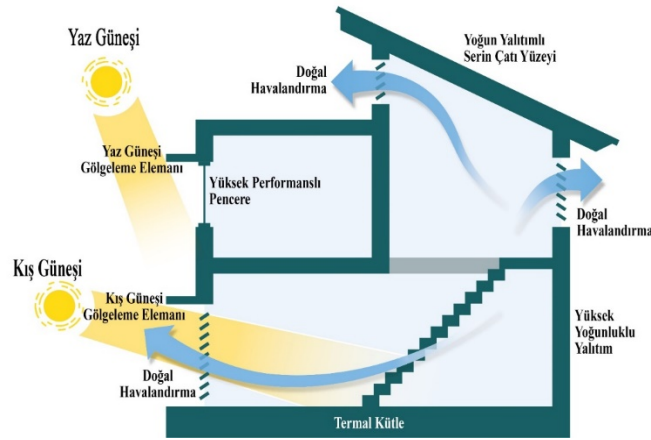 Yaz Güneşi
Yoğun Yalıtımlı
Serin Çatı Yüzeyi
Doğal
Havalandırma
Yaz Güneşi
Gölgeleme Elemanı
Yüksek Performanslı
Pencere
Doğal
Havalandırma
Kış Güneşi
Kış Güneşi
Gölgeleme Elemanı
Yüksek
Yoğunluklu
Yalıtım
Doğal
Havalandırma
Termal Kütle